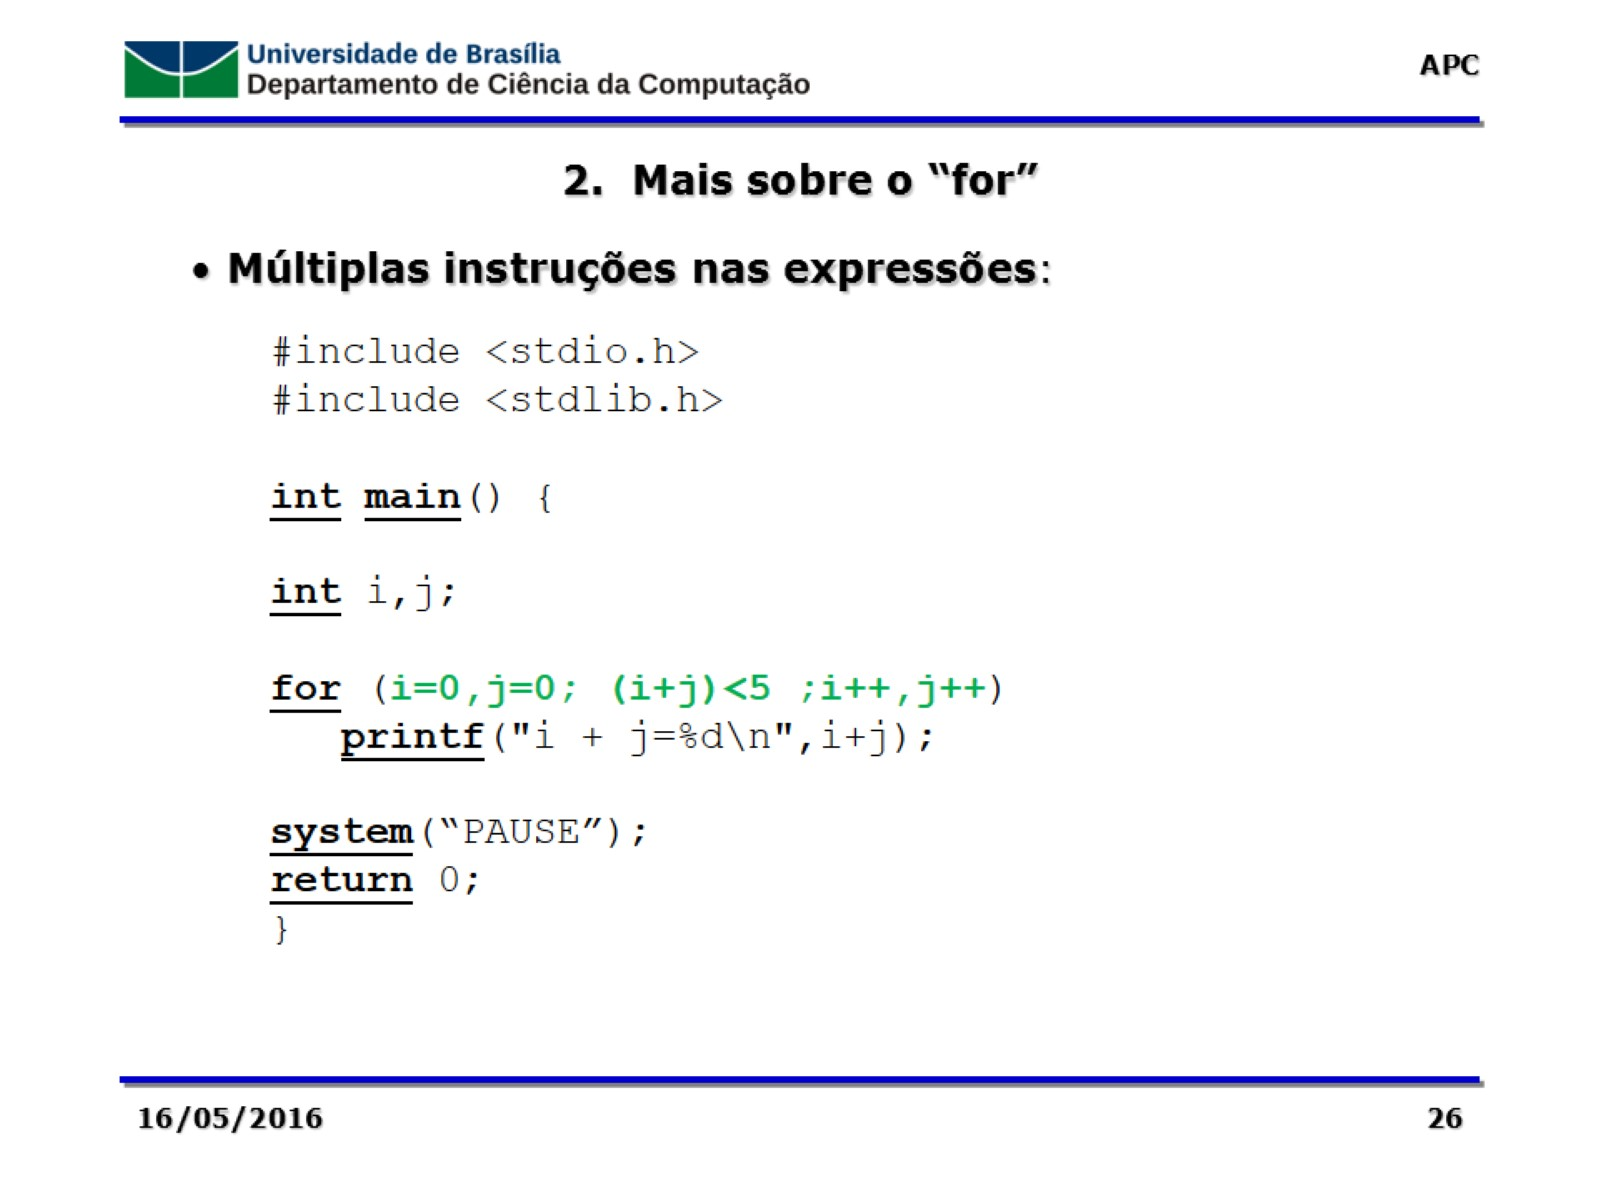 Universidade de Brasília
Departamento de Ciência da Computação
APC
2. Mais sobre o “for”
• Múltiplas instruções nas expressões:
#include <stdio.h>
#include <stdlib.h>
int main() {
int i,j;
for (i=0,j=0; (i+j)<5 ;i++,j++)
printf("i + j=%d\n",i+j);
system(“PAUSE”);
return 0;
}
16/05/2016
26